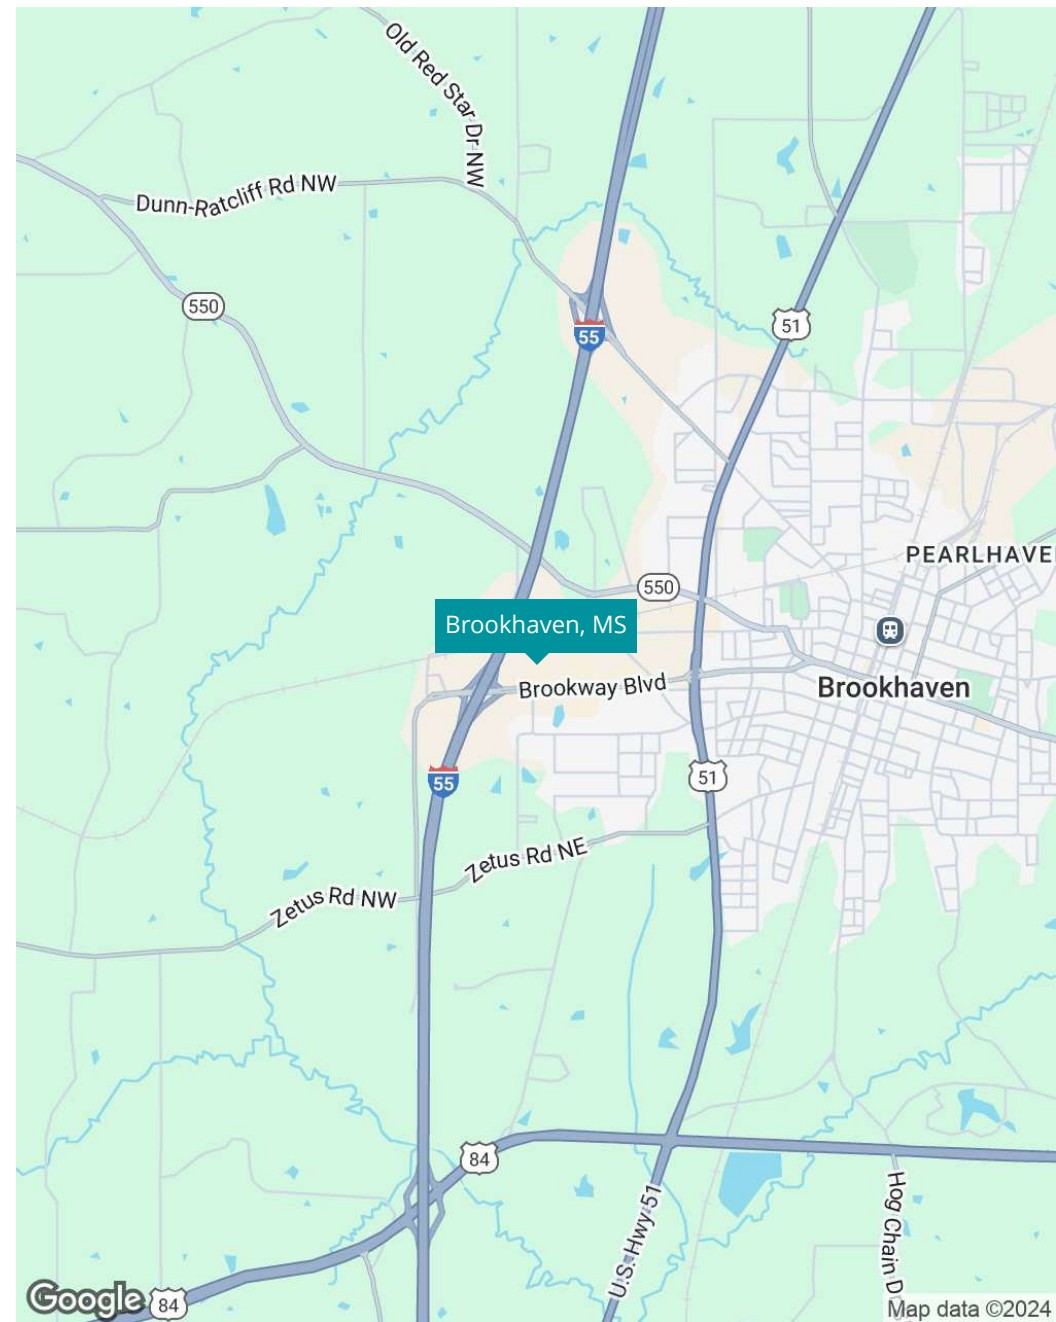 Old Red Star Dr NW
Dunn-Ratcliff Rd NW
550
51
55
PEARLHAVE
550
Brookhaven, MS
Brookway Blvd
Brookhaven
55
51
Zetus Rd NE
Zetus Rd NW
84
U.S. Hwy 51
Hog Chain D
Google
84
Map data ©2024